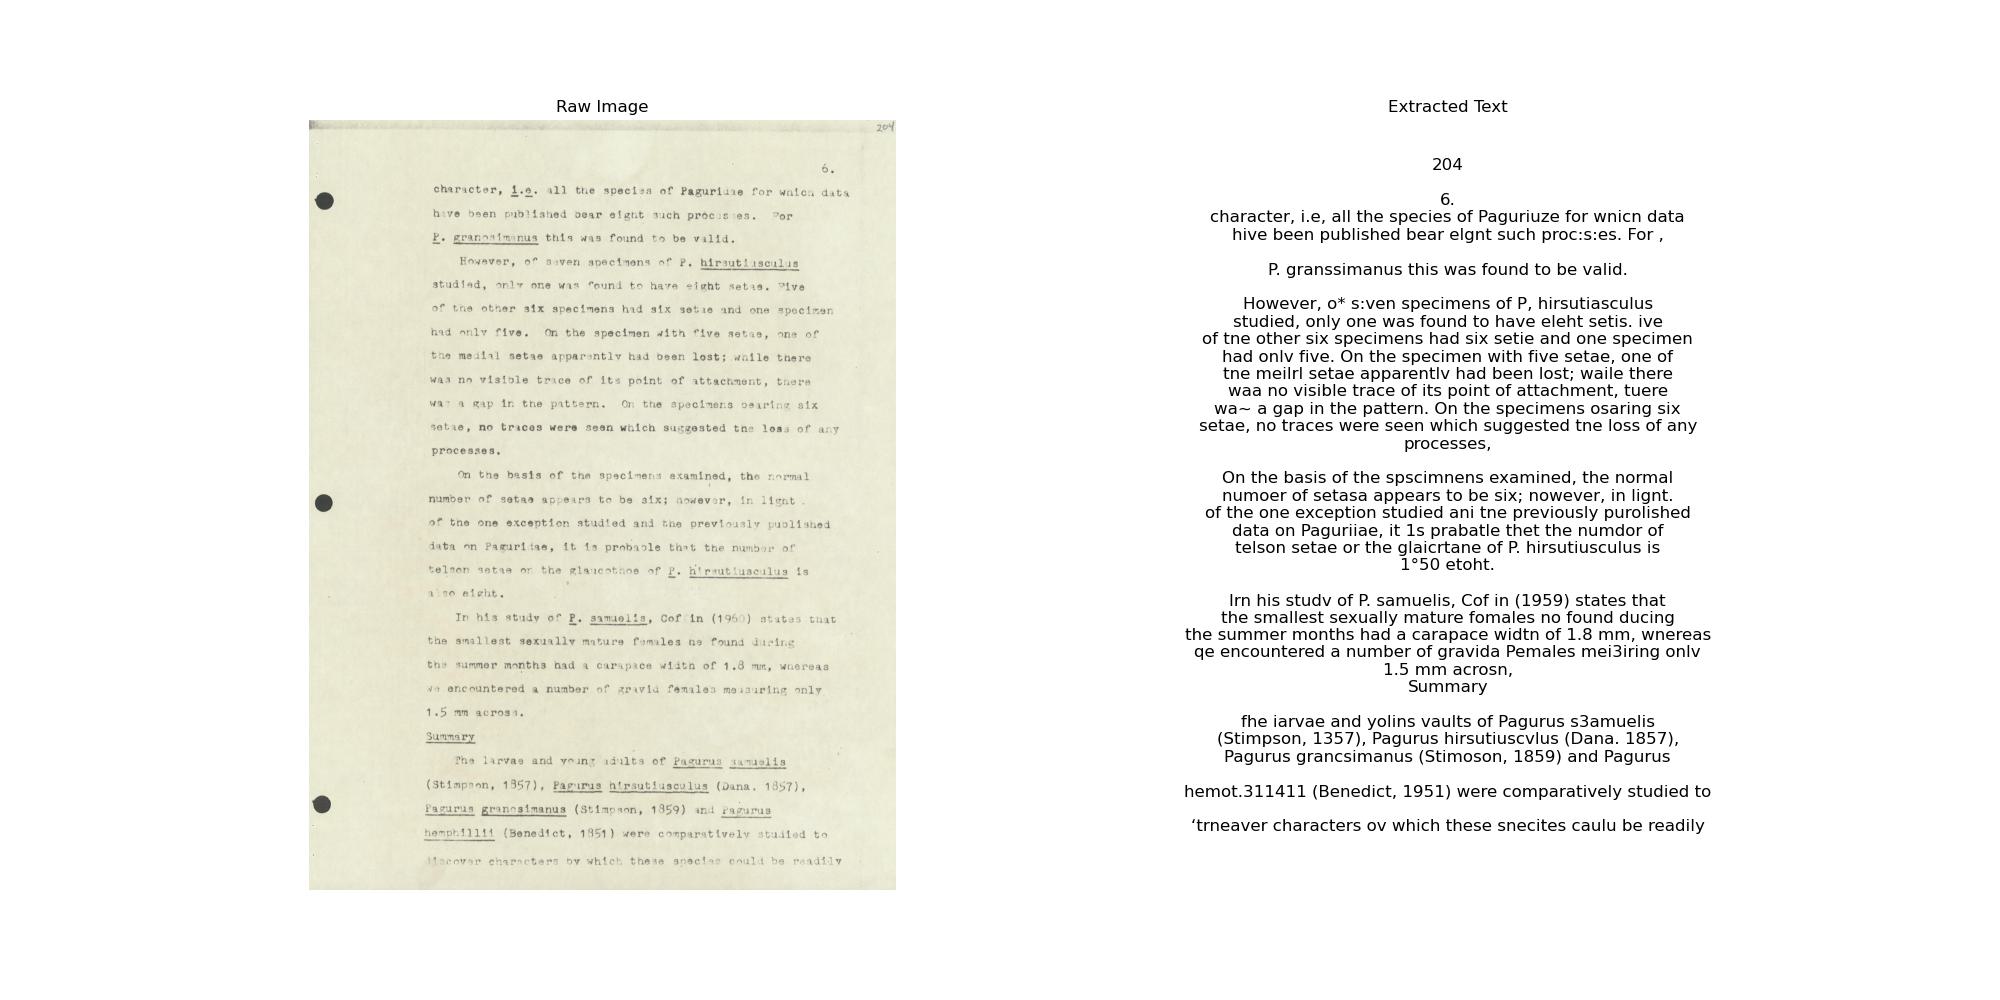 Raw Image
204
6.
character, i.e. all the species of Paguridae for which data
have been published bear eight such processes. For
P. granosimanus this was found to be valid.
However, of seven specimens of P. hirsutiusculus
studied, only one was found to have eight setae. Five
of the other six specimens had six setae and one specimen
had only five. On the specimen with five setae, one of
the medial setae apparently had been lost; while there
was no visible trace of its point of attachment, there
was a gap in the pattern. On the specimens bearing six
setae, no traces were seen which suggested the loss of any
processes.
On the basis of the specimens examined, the normal
number of setae appears to be six; however, in light
of the one exception studied and the previously published
data on Paguridae, it is probable that the number of
telson setae on the glaucothoe of P. hirsutiusculus is
also eight.
In his study of P. samuelis, Coffin (1960) states that
the smallest sexually mature females he found during
the summer months had a carapace width of 1.8 mm, whereas
we encountered a number of gravid females measuring only
1.5 mm across.
Summary
The larvae and young adults of Pagurus samuelis
(Stimpson, 1857), Pagurus hirsutiusculus (Dana. 1857),
Pagurus granosimanus (Stimpson, 1859) and Pagurus
hemphillii (Benedict, 1851) were comparatively studied to
discover characters by which these species could be readily
Extracted Text
204
6.
character, i.e, all the species of Paguriuze for wnicn data
hive been published bear elgnt such proc:s:es. For ,
P. granssimanus this was found to be valid.
However, o* s:ven specimens of P, hirsutiasculus
studied, only one was found to have eleht setis. ive
of tne other six specimens had six setie and one specimen
had onlv five. On the specimen with five setae, one of
tne meilrl setae apparentlv had been lost; waile there
waa no visible trace of its point of attachment, tuere
wa~ a gap in the pattern. On the specimens osaring six
setae, no traces were seen which suggested tne loss of any
processes,
On the basis of the spscimnens examined, the normal
numoer of setasa appears to be six; nowever, in lignt.
of the one exception studied ani tne previously purolished
data on Paguriiae, it 1s prabatle thet the numdor of
telson setae or the glaicrtane of P. hirsutiusculus is
1°50 etoht.
Irn his studv of P. samuelis, Cof in (1959) states that
the smallest sexually mature fomales no found ducing
the summer months had a carapace widtn of 1.8 mm, wnereas
qe encountered a number of gravida Pemales mei3iring onlv
1.5 mm acrosn,
Summary
fhe iarvae and yolins vaults of Pagurus s3amuelis
(Stimpson, 1357), Pagurus hirsutiuscvlus (Dana. 1857),
Pagurus grancsimanus (Stimoson, 1859) and Pagurus
hemot.311411 (Benedict, 1951) were comparatively studied to
‘trneaver characters ov which these snecites caulu be readily